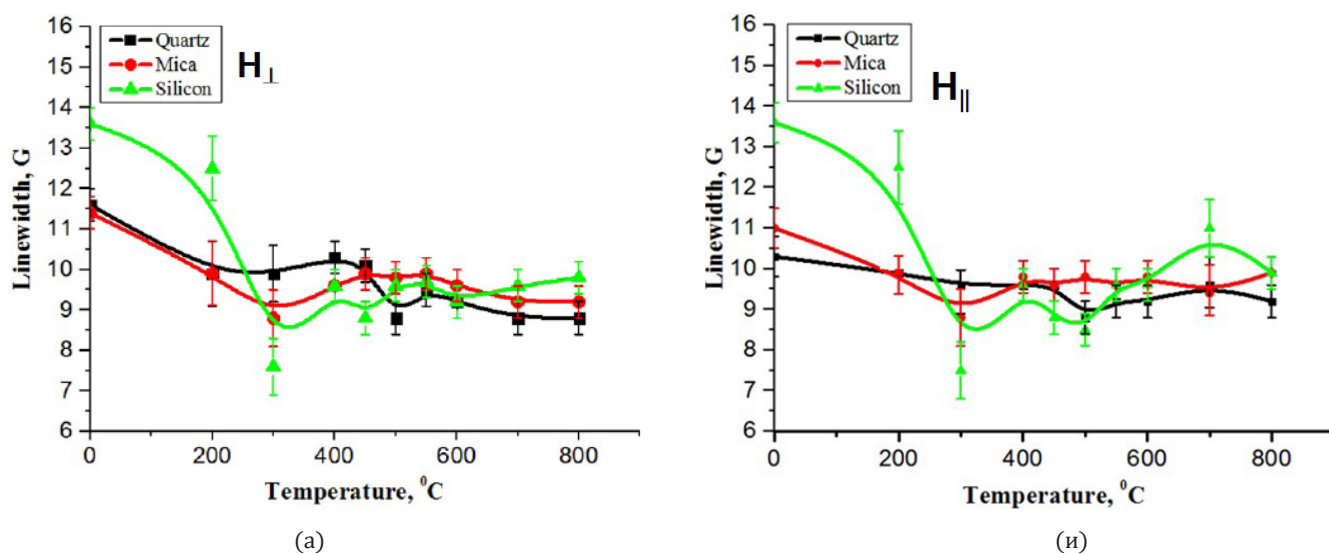 16
15
14
13
12
11
10
9
8
7
6
Linewidth, G
Quartz
Mica
Silicon
H⊥
0
200
400
600
800
Temperature, ⁰C
(а)
16
15
14
13
12
11
10
9
8
7
6
Linewidth, G
Quartz
Mica
Silicon
H||
0
200
400
600
800
Temperature, ⁰C
(и)